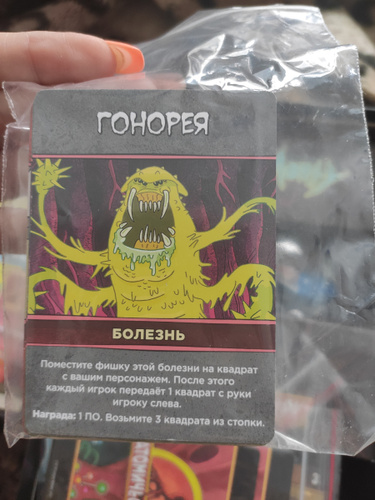 ГОНОРЕЯ
БОЛЕЗНЬ
Поместите фишку этой болезни на квадрат
с вашим персонажем. После этого
каждый игрок передаёт 1 квадрат с руки
игроку слева.
Награда: 1 ПО. Возьмите 3 квадрата из стопки.